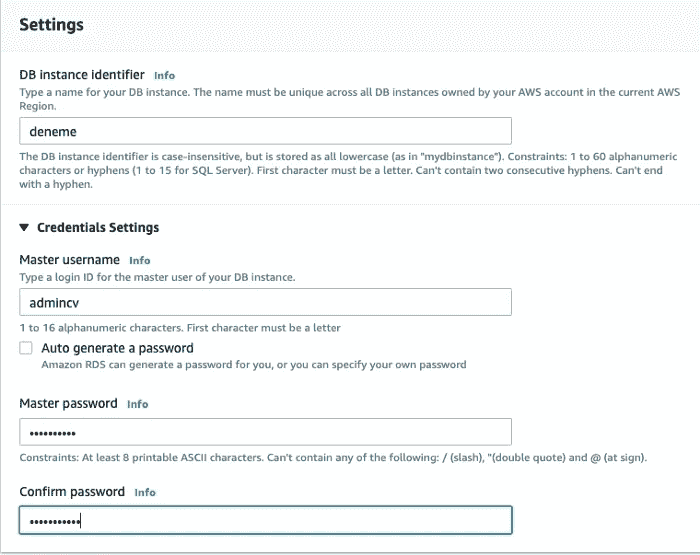 Settings
DB instance identifier Info
Type a name for your DB instance. The name must be unique across all DB instances owned by your AWS account in the current AWS
Region.
deneme
The DB instance identifier is case-insensitive, but is stored as all lowercase (as in "mydbinstance"). Constraints: 1 to 60 alphanumeric
characters or hyphens (1 to 15 for SQL Server). First character must be a letter. Can't contain two consecutive hyphens. Can't end
with a hyphen.
Credentials Settings
Master username Info
Type a login ID for the master user of your DB instance.
admincv
1 to 16 alphanumeric characters. First character must be a letter
Auto generate a password
Amazon RDS can generate a password for you, or you can specify your own password
Master password Info
••••••••••
Constraints: At least 8 printable ASCII characters. Can't contain any of the following: / (slash), "(double quote) and @ (at sign).
Confirm password Info
•••••••••••